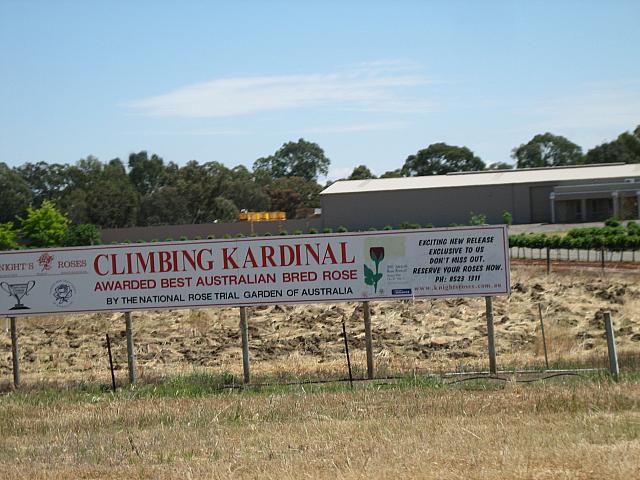 NIGHT'S ROSES
CLIMBING KARDINAL
AWARDED BEST AUSTRALIAN BRED ROSE
BY THE NATIONAL ROSE TRIAL GARDEN OF AUSTRALIA
EXCITING NEW RELEASE
EXCLUSIVE TO US
DON'T MISS OUT.
RESERVE YOUR ROSES NOW.
PH: 8523 1311
www.knightsroses.com.au